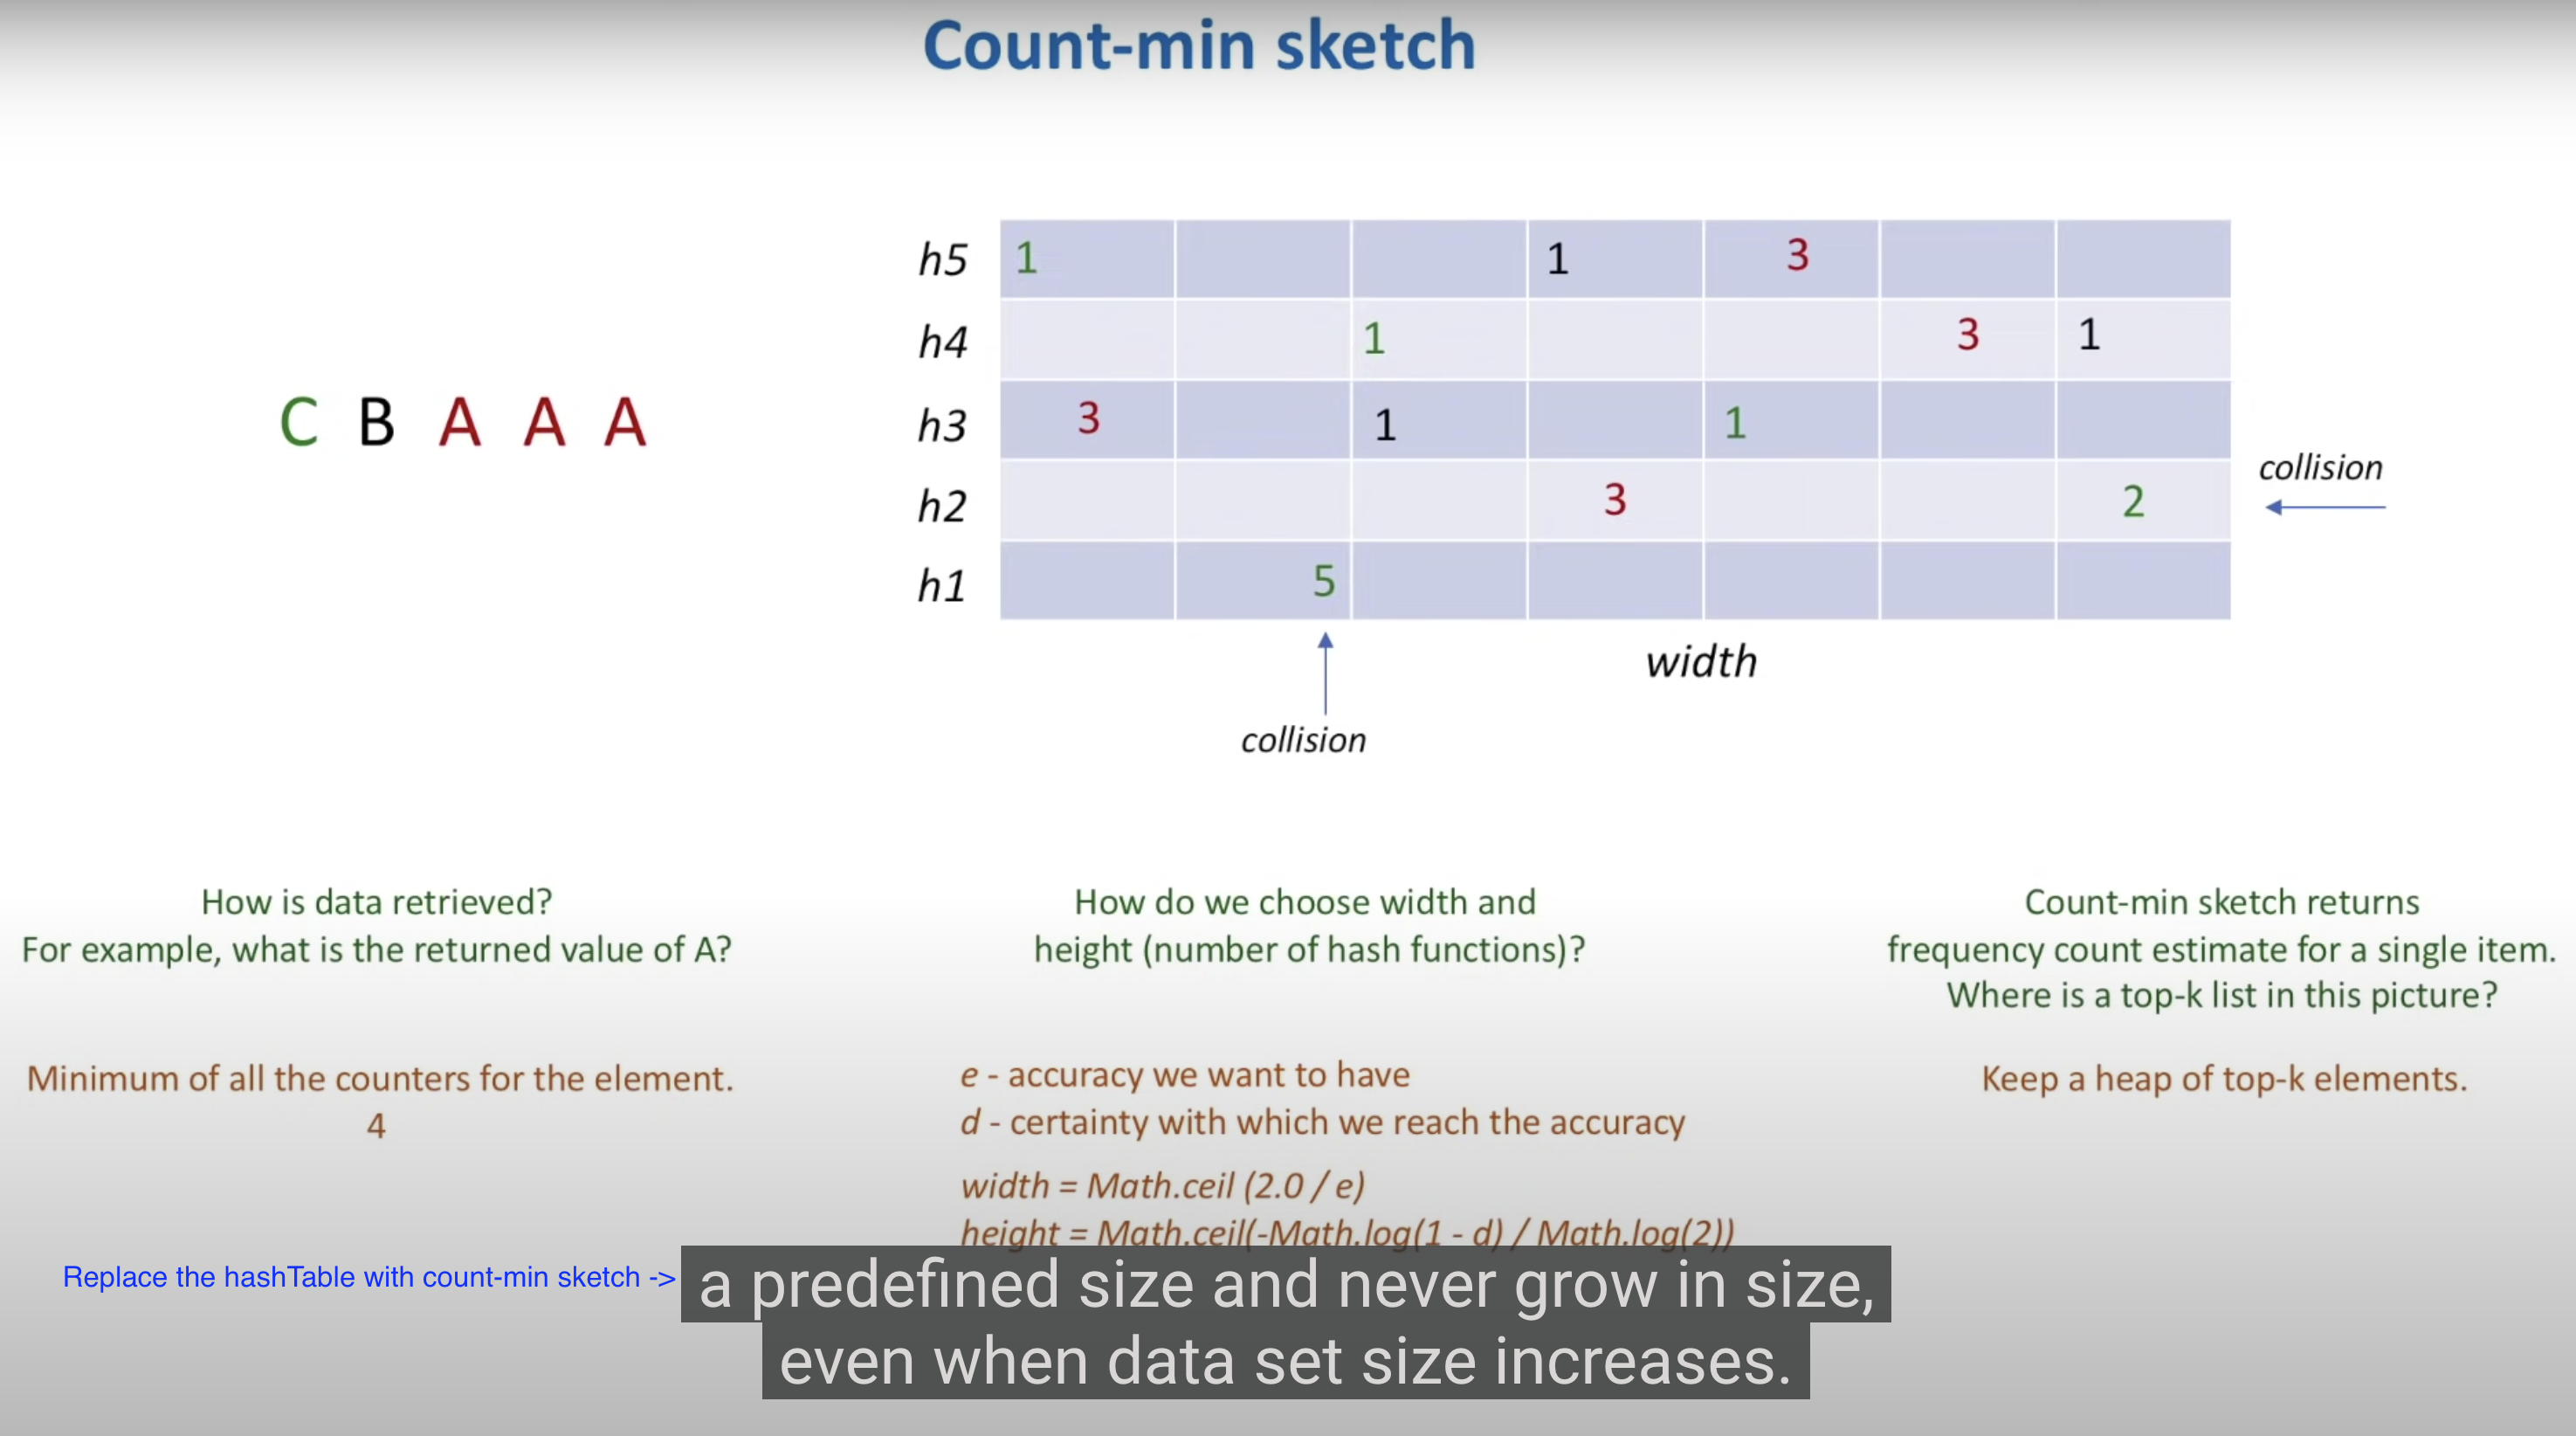 Count-min sketch
C B A A A
h5 1 1 3
h4 1 3 1
h3 3 1 1
h2 3 2
h1 5
collision
width
collision
How is data retrieved?
For example, what is the returned value of A?
Minimum of all the counters for the element.
4
How do we choose width and
height (number of hash functions)?
e - accuracy we want to have
d - certainty with which we reach the accuracy
width = Math.ceil (2.0 / e)
height = Math.ceil(-Math.log(1 - d) / Math.log(2))
Count-min sketch returns
frequency count estimate for a single item.
Where is a top-k list in this picture?
Keep a heap of top-k elements.
Replace the hashTable with count-min sketch ->
a predefined size and never grow in size,
even when data set size increases.